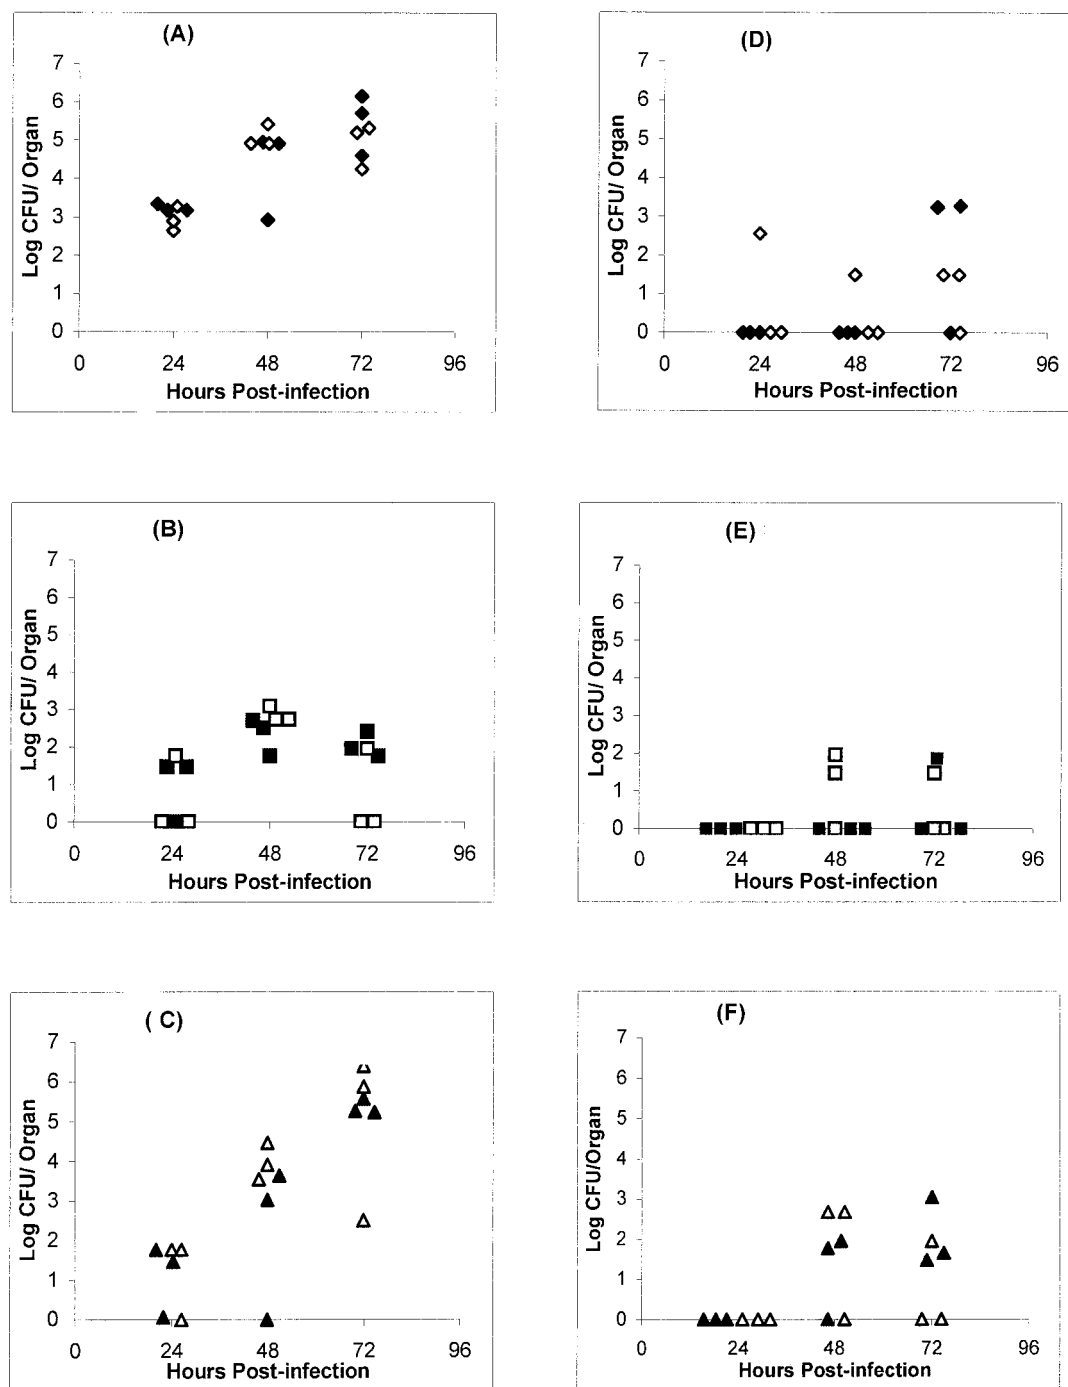 (A)
Log CFU/ Organ
7
6
5
4
3
2
1
0
0 24 48 72 96
Hours Post-infection
(D)
Log CFU/ Organ
7
6
5
4
3
2
1
0
0 24 48 72 96
Hours Post-infection
(B)
Log CFU/ Organ
7
6
5
4
3
2
1
0
0 24 48 72 96
Hours Post-infection
(E)
Log CFU/ Organ
7
6
5
4
3
2
1
0
0 24 48 72 96
Hours Post-infection
( C)
Log CFU/ Organ
7
6
5
4
3
2
1
0
0 24 48 72 96
Hours Post-infection
(F)
Log CFU/Organ
7
6
5
4
3
2
1
0
0 24 48 72 96
Hours Post-infection